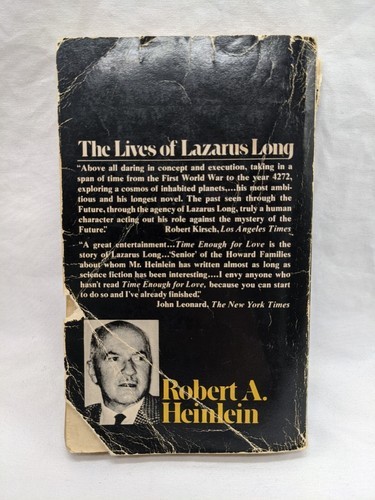 The Lives of Lazarus Long
"Above all daring in concept and execution, taking in a
span of time from the First World War to the year 4272,
exploring a cosmos of inhabited planets,...his most ambi-
tious and his longest novel. The past seen through the
Future, through the agency of Lazarus Long, truly a human
character acting out his role against the mystery of the
Future." Robert Kirsch, Los Angeles Times
"A great entertainment...Time Enough for Love is the
story of Lazarus Long...'Senior' of the Howard Families
about whom Mr. Heinlein has written almost as long as
science fiction has been interesting....I envy anyone who
hasn't read Time Enough for Love, because you can start
to do so and I've already finished."
John Leonard, The New York Times
Robert A.
Heinlein